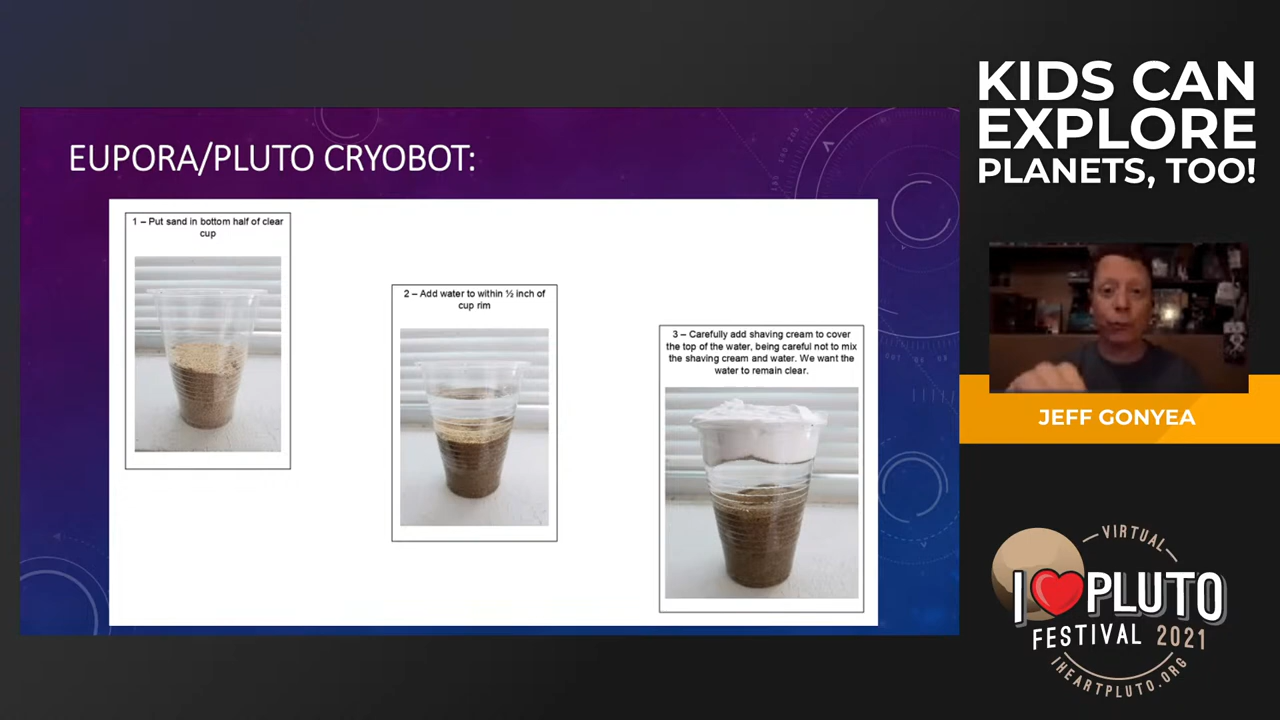 EUPORA/PLUTO CRYOBOT:
1 – Put sand in bottom half of clear
cup
2 – Add water to within ½ inch of
cup rim
3 – Carefully add shaving cream to cover
the top of the water, being careful not to mix
the shaving cream and water. We want the
water to remain clear.
KIDS CAN
EXPLORE
PLANETS, TOO!
JEFF GONYEA
VIRTUAL
I PLUTO
FESTIVAL 2021
IHEARTPLUTO.ORG